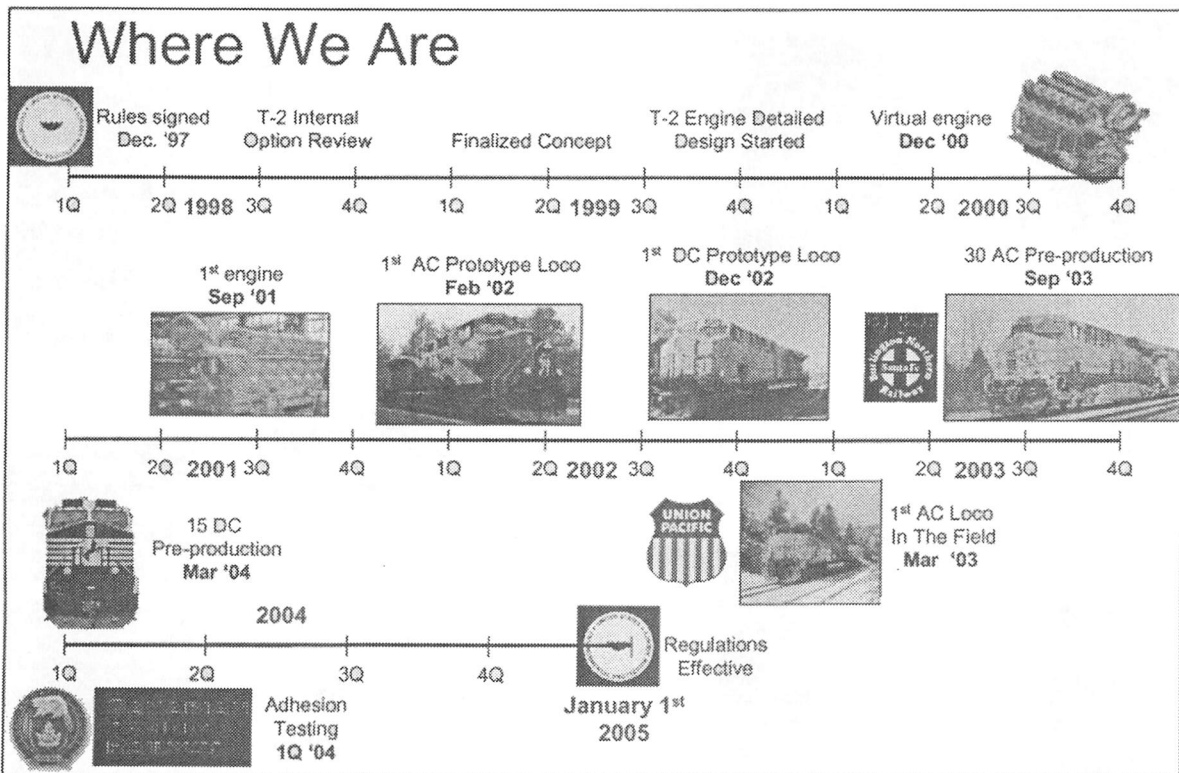 Where We Are
Rules signed
Dec. '97
T-2 Internal
Option Review
Finalized Concept
T-2 Engine Detailed
Design Started
Virtual engine
Dec '00
1Q 2Q 1998 3Q 4Q 1Q 2Q 1999 3Q 4Q 1Q 2Q 2000 3Q 4Q
1st engine
Sep '01
1st AC Prototype Loco
Feb '02
1st DC Prototype Loco
Dec '02
30 AC Pre-production
Sep '03
Burlington Northern
Santa Fe
Railway
1Q 2Q 2001 3Q 4Q 1Q 2Q 2002 3Q 4Q 1Q 2Q 2003 3Q 4Q
15 DC
Pre-production
Mar '04
UNION
PACIFIC
1st AC Loco
In The Field
Mar '03
2004
1Q 2Q 3Q 4Q
Regulations
Effective
January 1st
2005
Adhesion
Testing
1Q '04